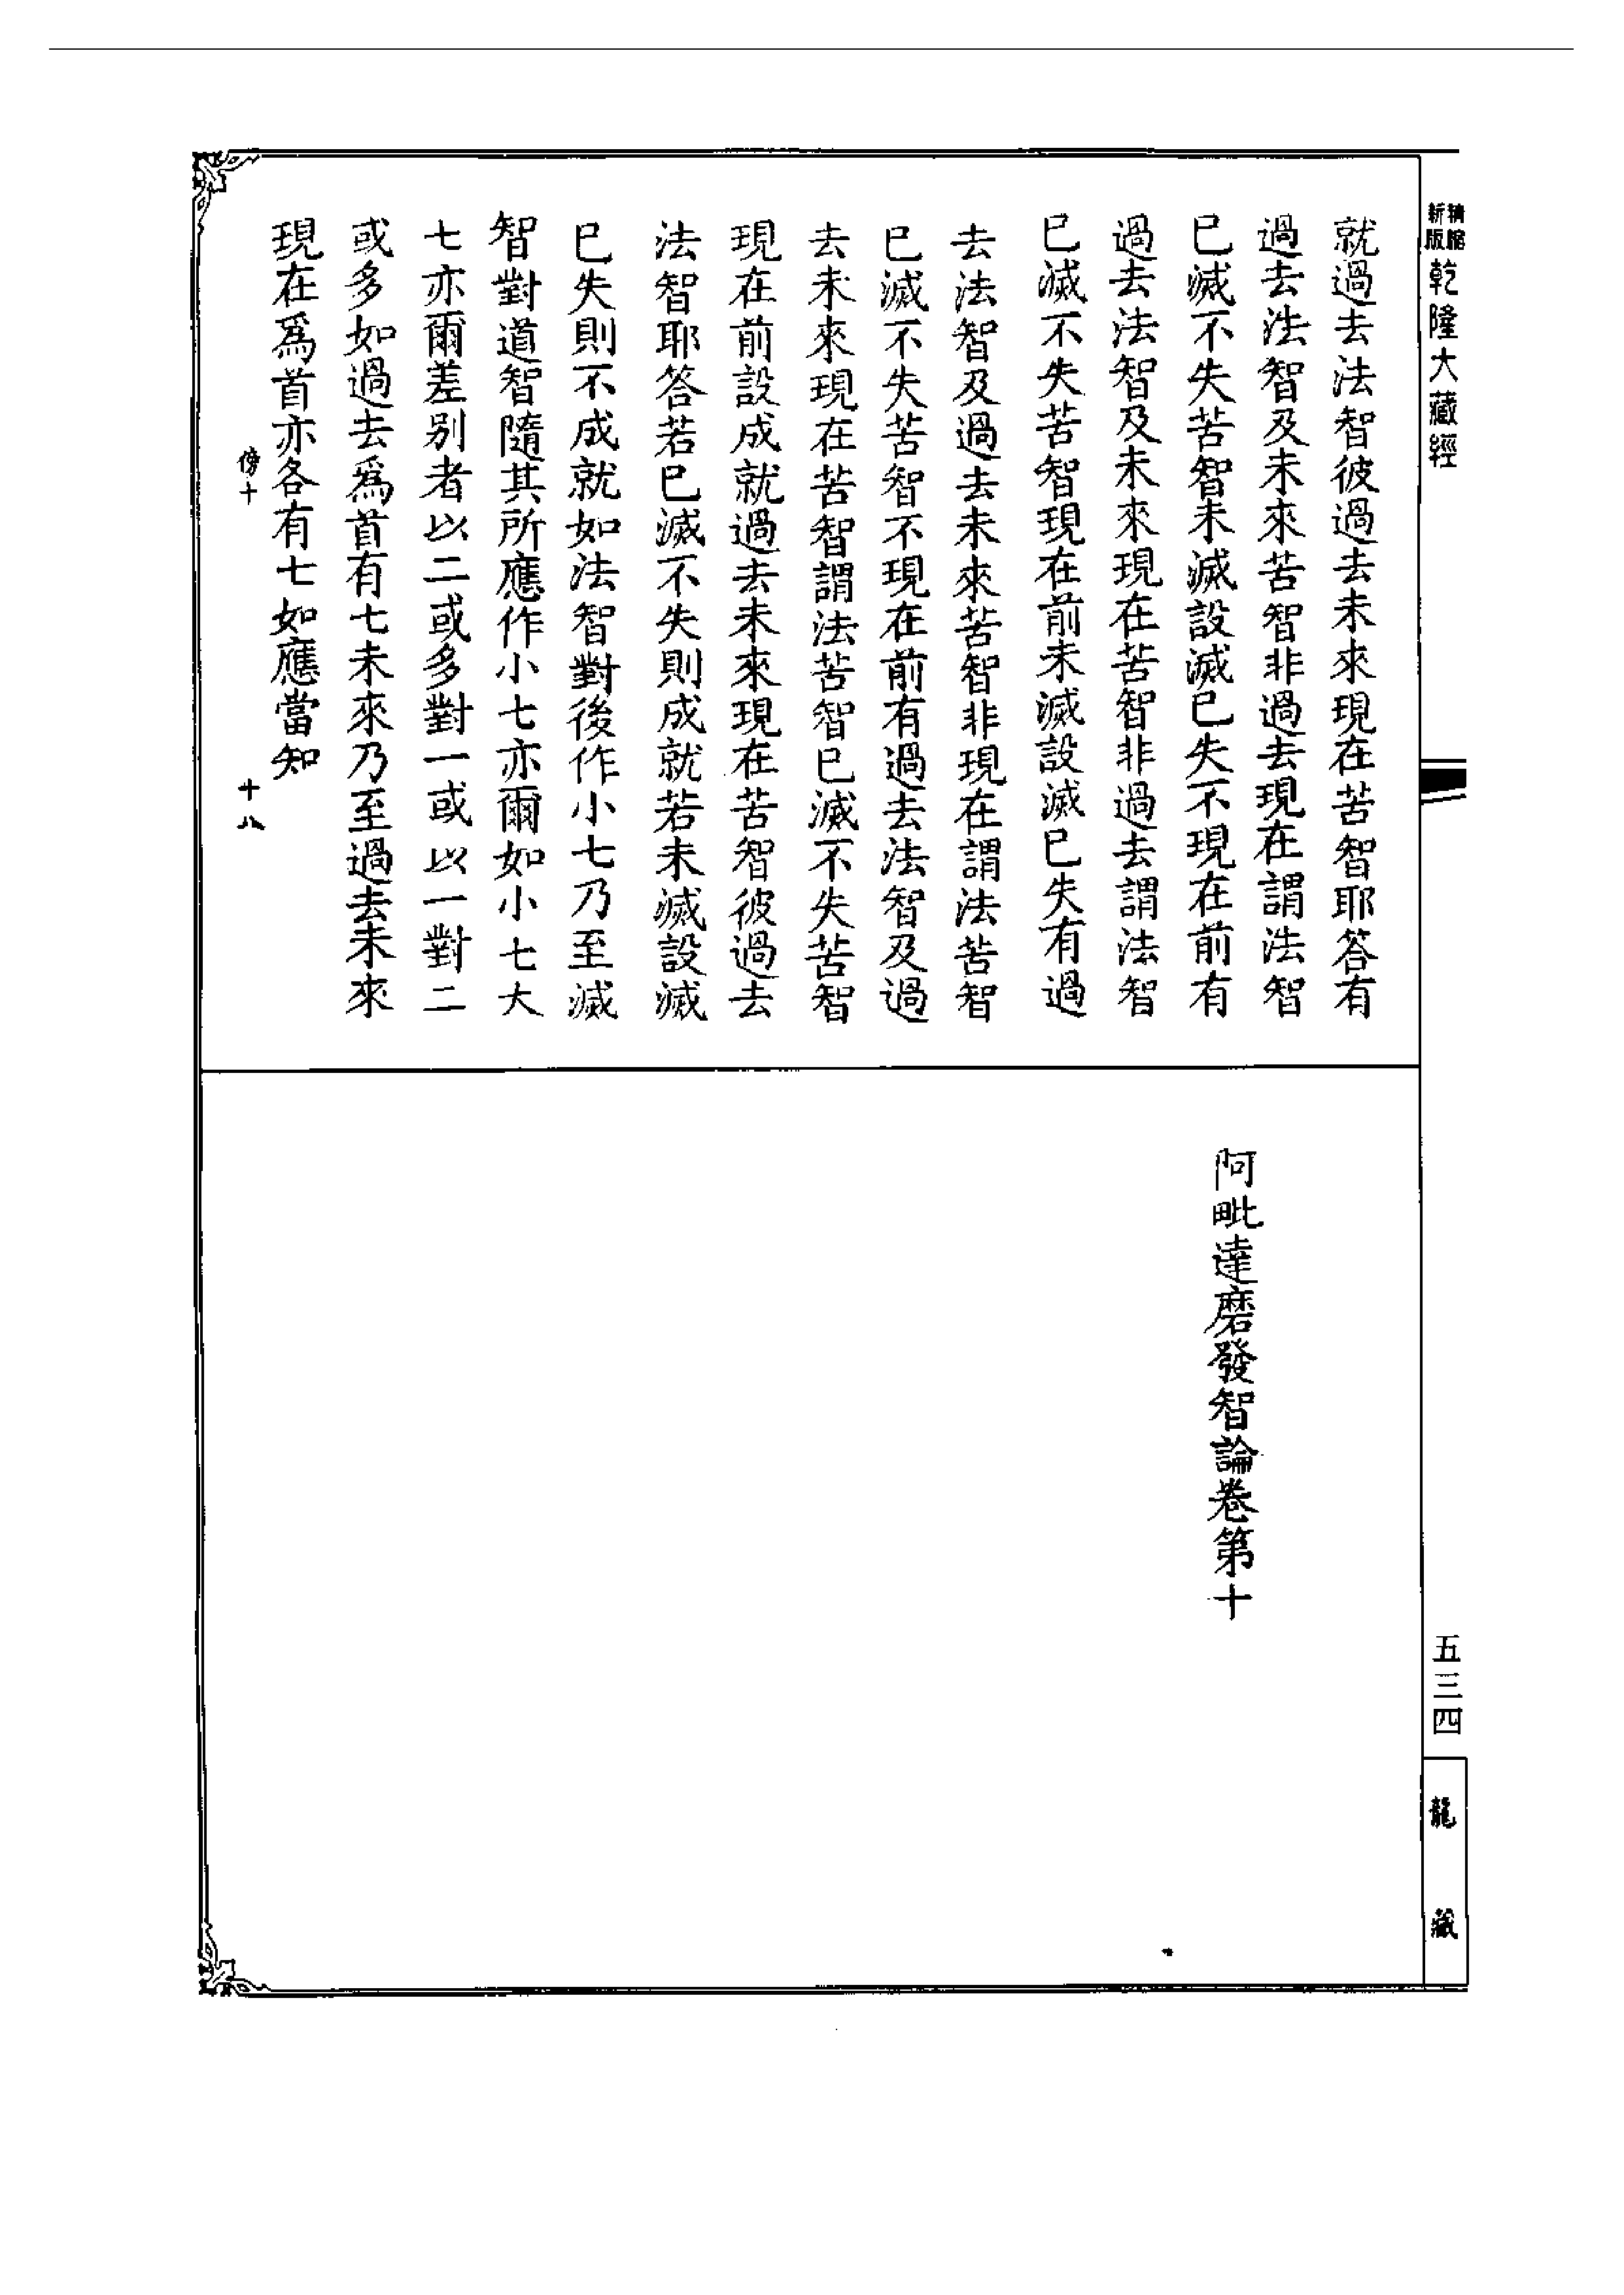 精縮新版
乾隆大藏經
就過去法智彼過去未來現在苦智耶答有
過去法智及未來苦智非過去現在謂法智
已滅不失苦智未滅設滅已失不現在前有
過去法智及未來現在苦智非過去謂法智
已滅不失苦智現在前未滅設滅已失有過
去法智及過去未來苦智非現在謂法苦智
已滅不失苦智不現在前有過去法智及過
去未來現在苦智謂法苦智已滅不失苦智
現在前設成就過去未來現在苦智彼過去
法智耶答若已滅不失則成就若未滅設滅
已失則不成就如法智對後作小七乃至滅
智對道智隨其所應作小七亦爾如小七大
七亦爾差別者以二或多對一或以一對二
或多如過去爲首有七未來乃至過去未來
現在爲首亦各有七如應當知
傍十
十八
阿毗達磨發智論卷第十
五三四
龍藏